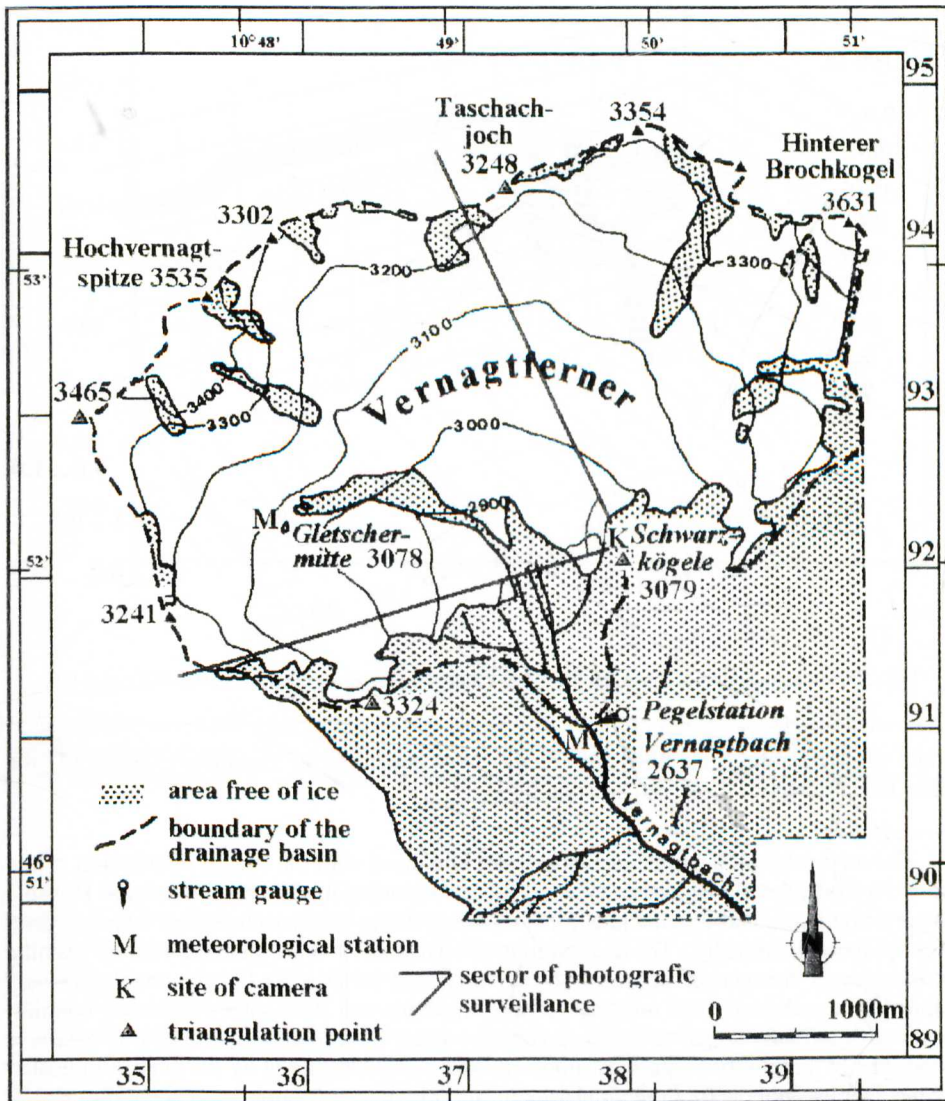 10°48' 49' 50' 51'
95
94
93
92
91
90
89
53'
52'
46°
51'
35 36 37 38 39
Taschach-
joch
3248
3354
Hinterer
Brochkogel
3631
3302
Hochvernagt-
spitze 3535
3465
3400
3300
3200
3300
3100
Vernagtferner
3000
2900
M
Gletscher-
mitte 3078
K
Schwarz-
kögele
3079
3241
3324
M
Pegelstation
Vernagtbach
2637
Vernagtbach
area free of ice
boundary of the
drainage basin
stream gauge
M meteorological station
K site of camera
triangulation point
sector of photografic
surveillance
0 1000m